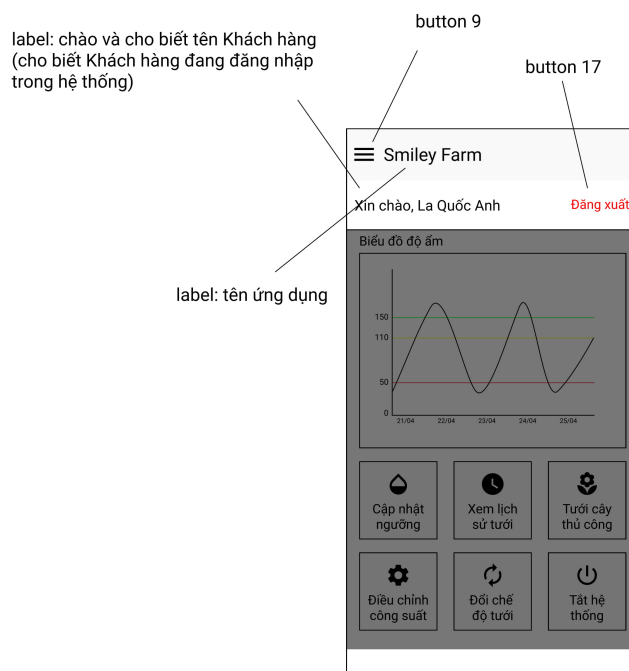 button 9
label: chào và cho biết tên Khách hàng
(cho biết Khách hàng đang đăng nhập
trong hệ thống)
button 17
Smiley Farm
Xin chào, La Quốc Anh
Đăng xuất
Biểu đồ độ ẩm
label: tên ứng dụng
150
110
50
0
21/04 22/04 23/04 24/04 25/04
Cập nhật
ngưỡng
Xem lịch
sử tưới
Tưới cây
thủ công
Điều chỉnh
công suất
Đổi chế
độ tưới
Tắt hệ
thống